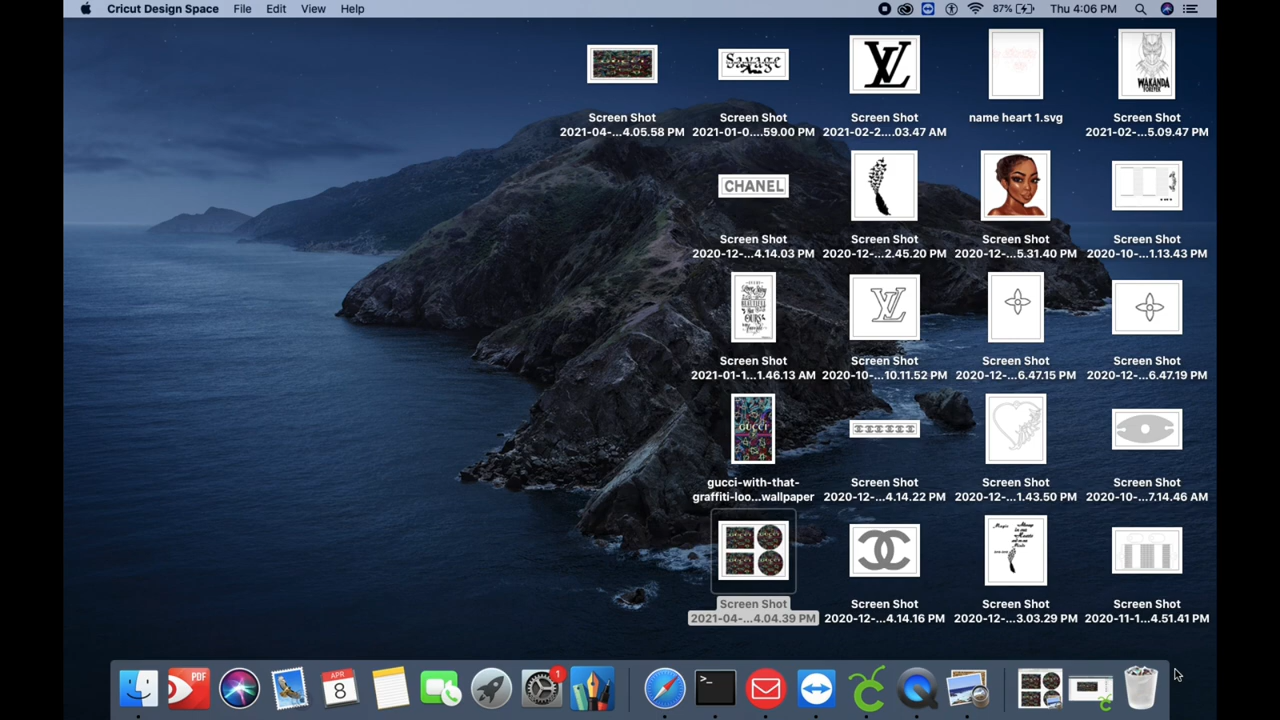 Cricut Design Space File Edit View Help 87% Thu 4:06 PM
Savage
WAKANDA
FOREVER
Screen Shot
2021-04-...4.05.58 PM
Screen Shot
2021-01-0....59.00 PM
Screen Shot
2021-02-2....03.47 AM
name heart 1.svg
Screen Shot
2021-02-...5.09.47 PM
CHANEL
Screen Shot
2020-12-...4.14.03 PM
Screen Shot
2020-12-...2.45.20 PM
Screen Shot
2020-12-...5.31.40 PM
Screen Shot
2020-10-...1.13.43 PM
BEAUTIFUL
OURS
Screen Shot
2021-01-1...1.46.13 AM
Screen Shot
2020-10-...10.11.52 PM
Screen Shot
2020-12-...6.47.15 PM
Screen Shot
2020-12-...6.47.19 PM
GUCCI
gucci-with-that-
graffiti-loo...wallpaper
Screen Shot
2020-12-...4.14.22 PM
Screen Shot
2020-12-...1.43.50 PM
Screen Shot
2020-10-...7.14.46 AM
Screen Shot
2021-04-...4.04.39 PM
Screen Shot
2020-12-...4.14.16 PM
Screen Shot
2020-12-...3.03.29 PM
Screen Shot
2020-11-1...4.51.41 PM
PDF
APR
8
1
>_